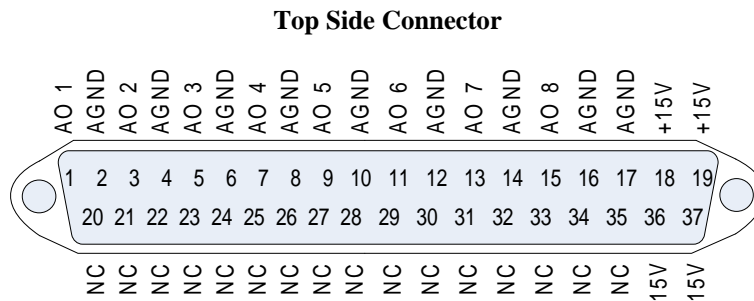 Top Side Connector
AO 1 AGND AO 2 AGND AO 3 AGND AO 4 AGND AO 5 AGND AO 6 AGND AO 7 AGND AO 8 AGND AGND +15V +15V
1 2 3 4 5 6 7 8 9 10 11 12 13 14 15 16 17 18 19
20 21 22 23 24 25 26 27 28 29 30 31 32 33 34 35 36 37
NC NC NC NC NC NC NC NC NC NC NC NC NC NC NC NC 15V 15V